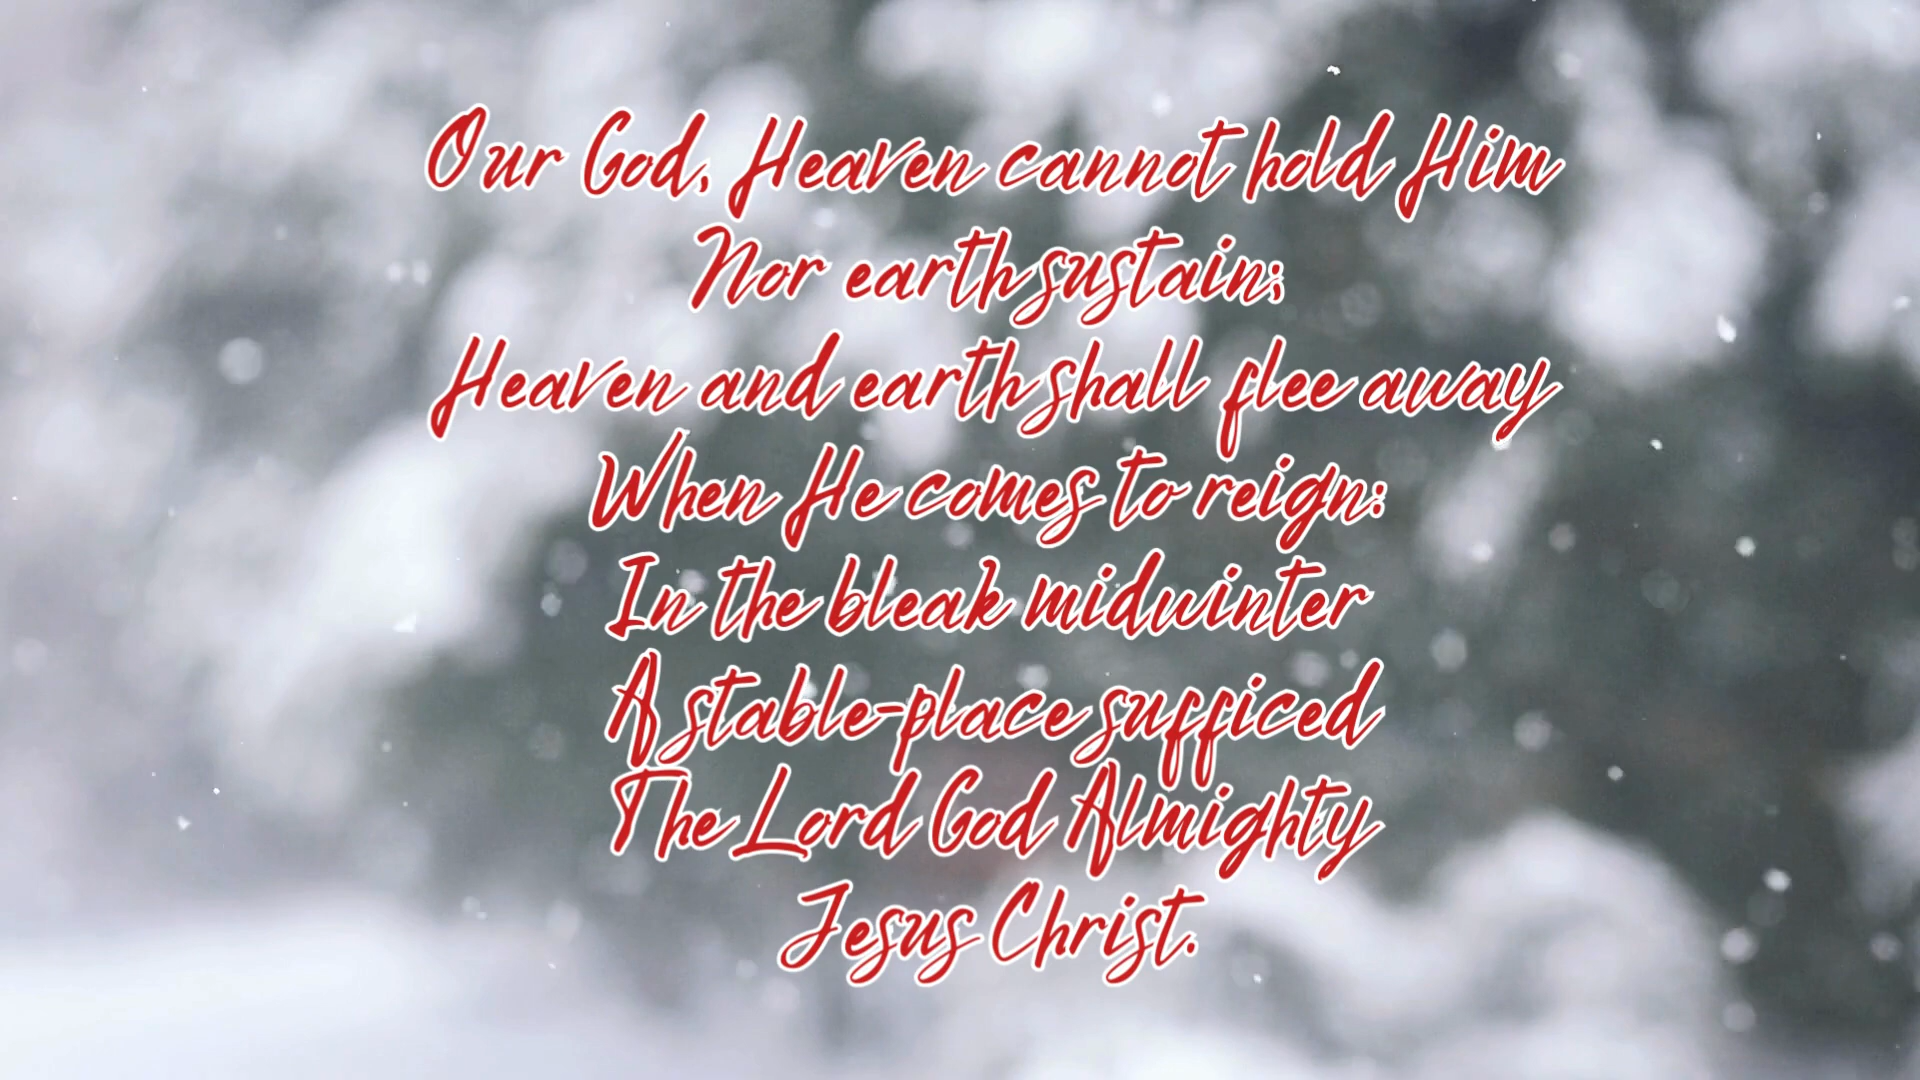 Our God, Heaven cannot hold Him
Nor earth sustain;
Heaven and earth shall flee away
When He comes to reign:
In the bleak midwinter
A stable-place sufficed
The Lord God Almighty
Jesus Christ.